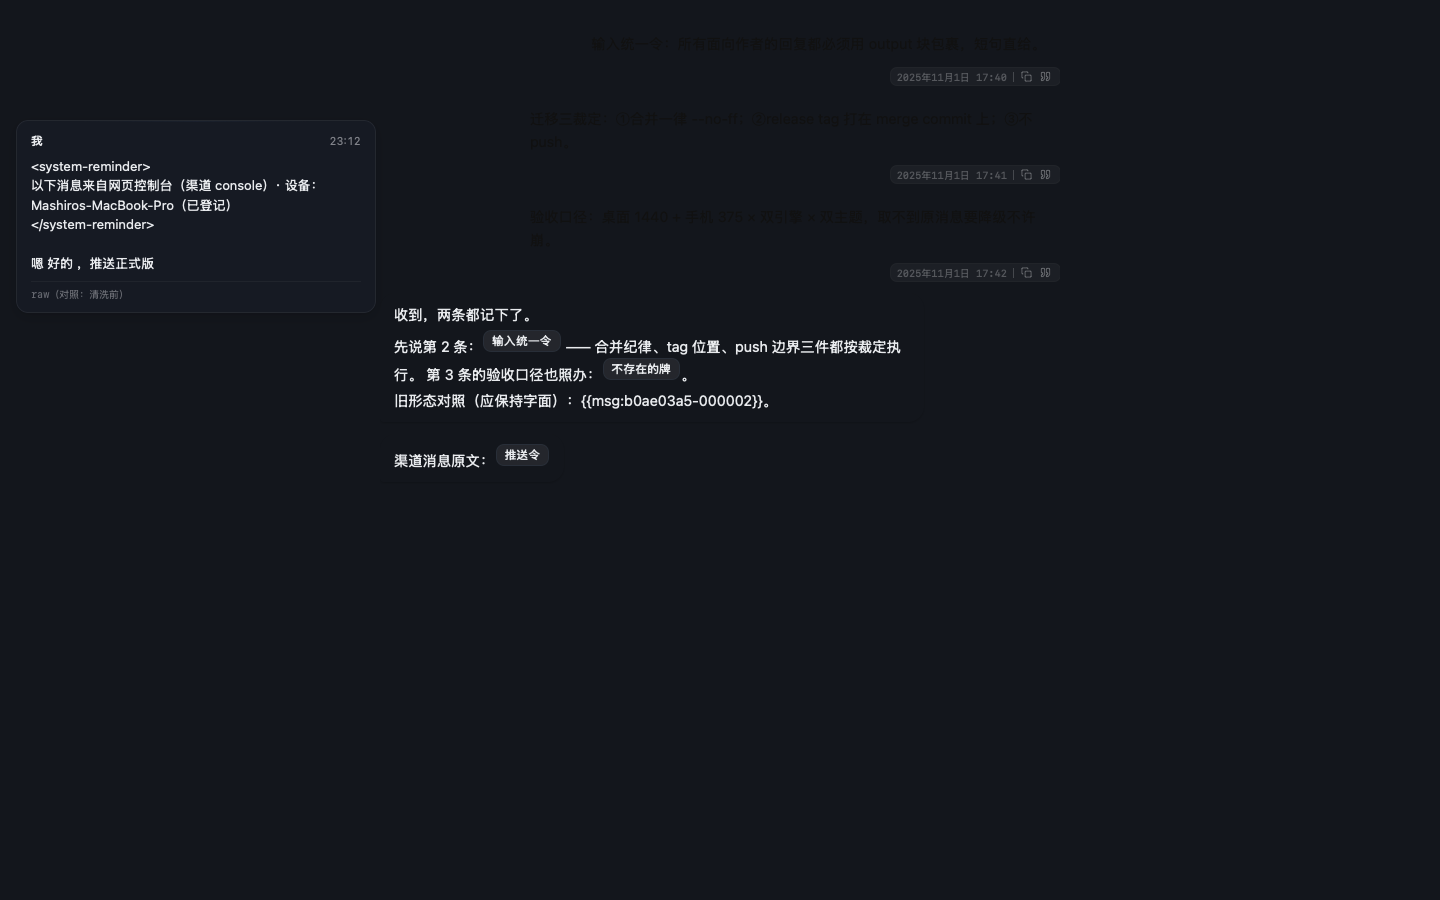 2025年11月1日 17:40
push。
2025年11月1日 17:41
2025年11月1日 17:42
我
23:12
<system-reminder>
以下消息来自网页控制台（渠道 console）· 设备：
Mashiros-MacBook-Pro（已登记）
</system-reminder>
嗯 好的 ，推送正式版
raw（对照：清洗前）
收到，两条都记下了。
先说第 2 条： 输入统一令 —— 合并纪律、tag 位置、push 边界三件都按裁定执
行。 第 3 条的验收口径也照办： 不存在的牌 。
旧形态对照（应保持字面）：{{msg:b0ae03a5-000002}}。
渠道消息原文： 推送令